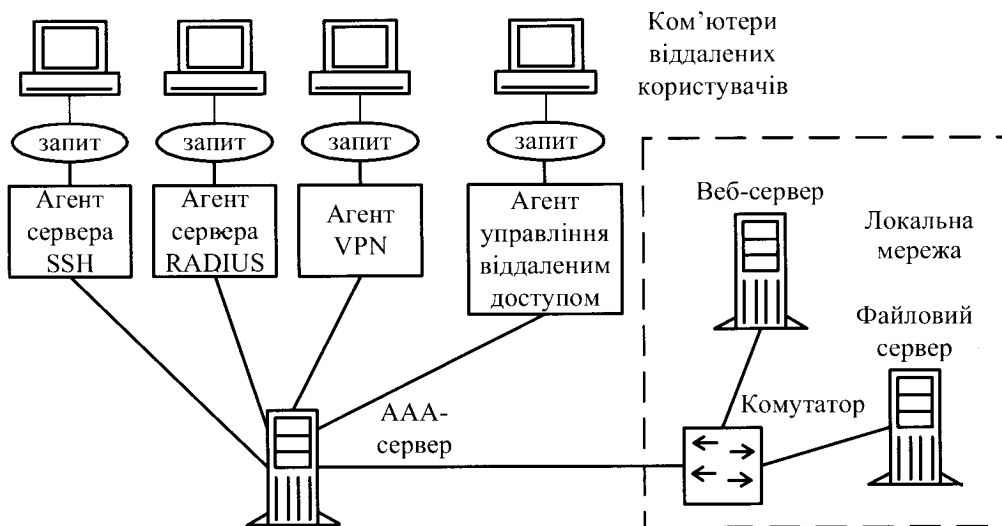 Ком’ютери
віддалених
користувачів
запит
запит
запит
запит
Агент
сервера
SSH
Агент
сервера
RADIUS
Агент
VPN
Агент
управління
віддаленим
доступом
Веб-сервер
Локальна
мережа
Файловий
сервер
Комутатор
ААА-
сервер